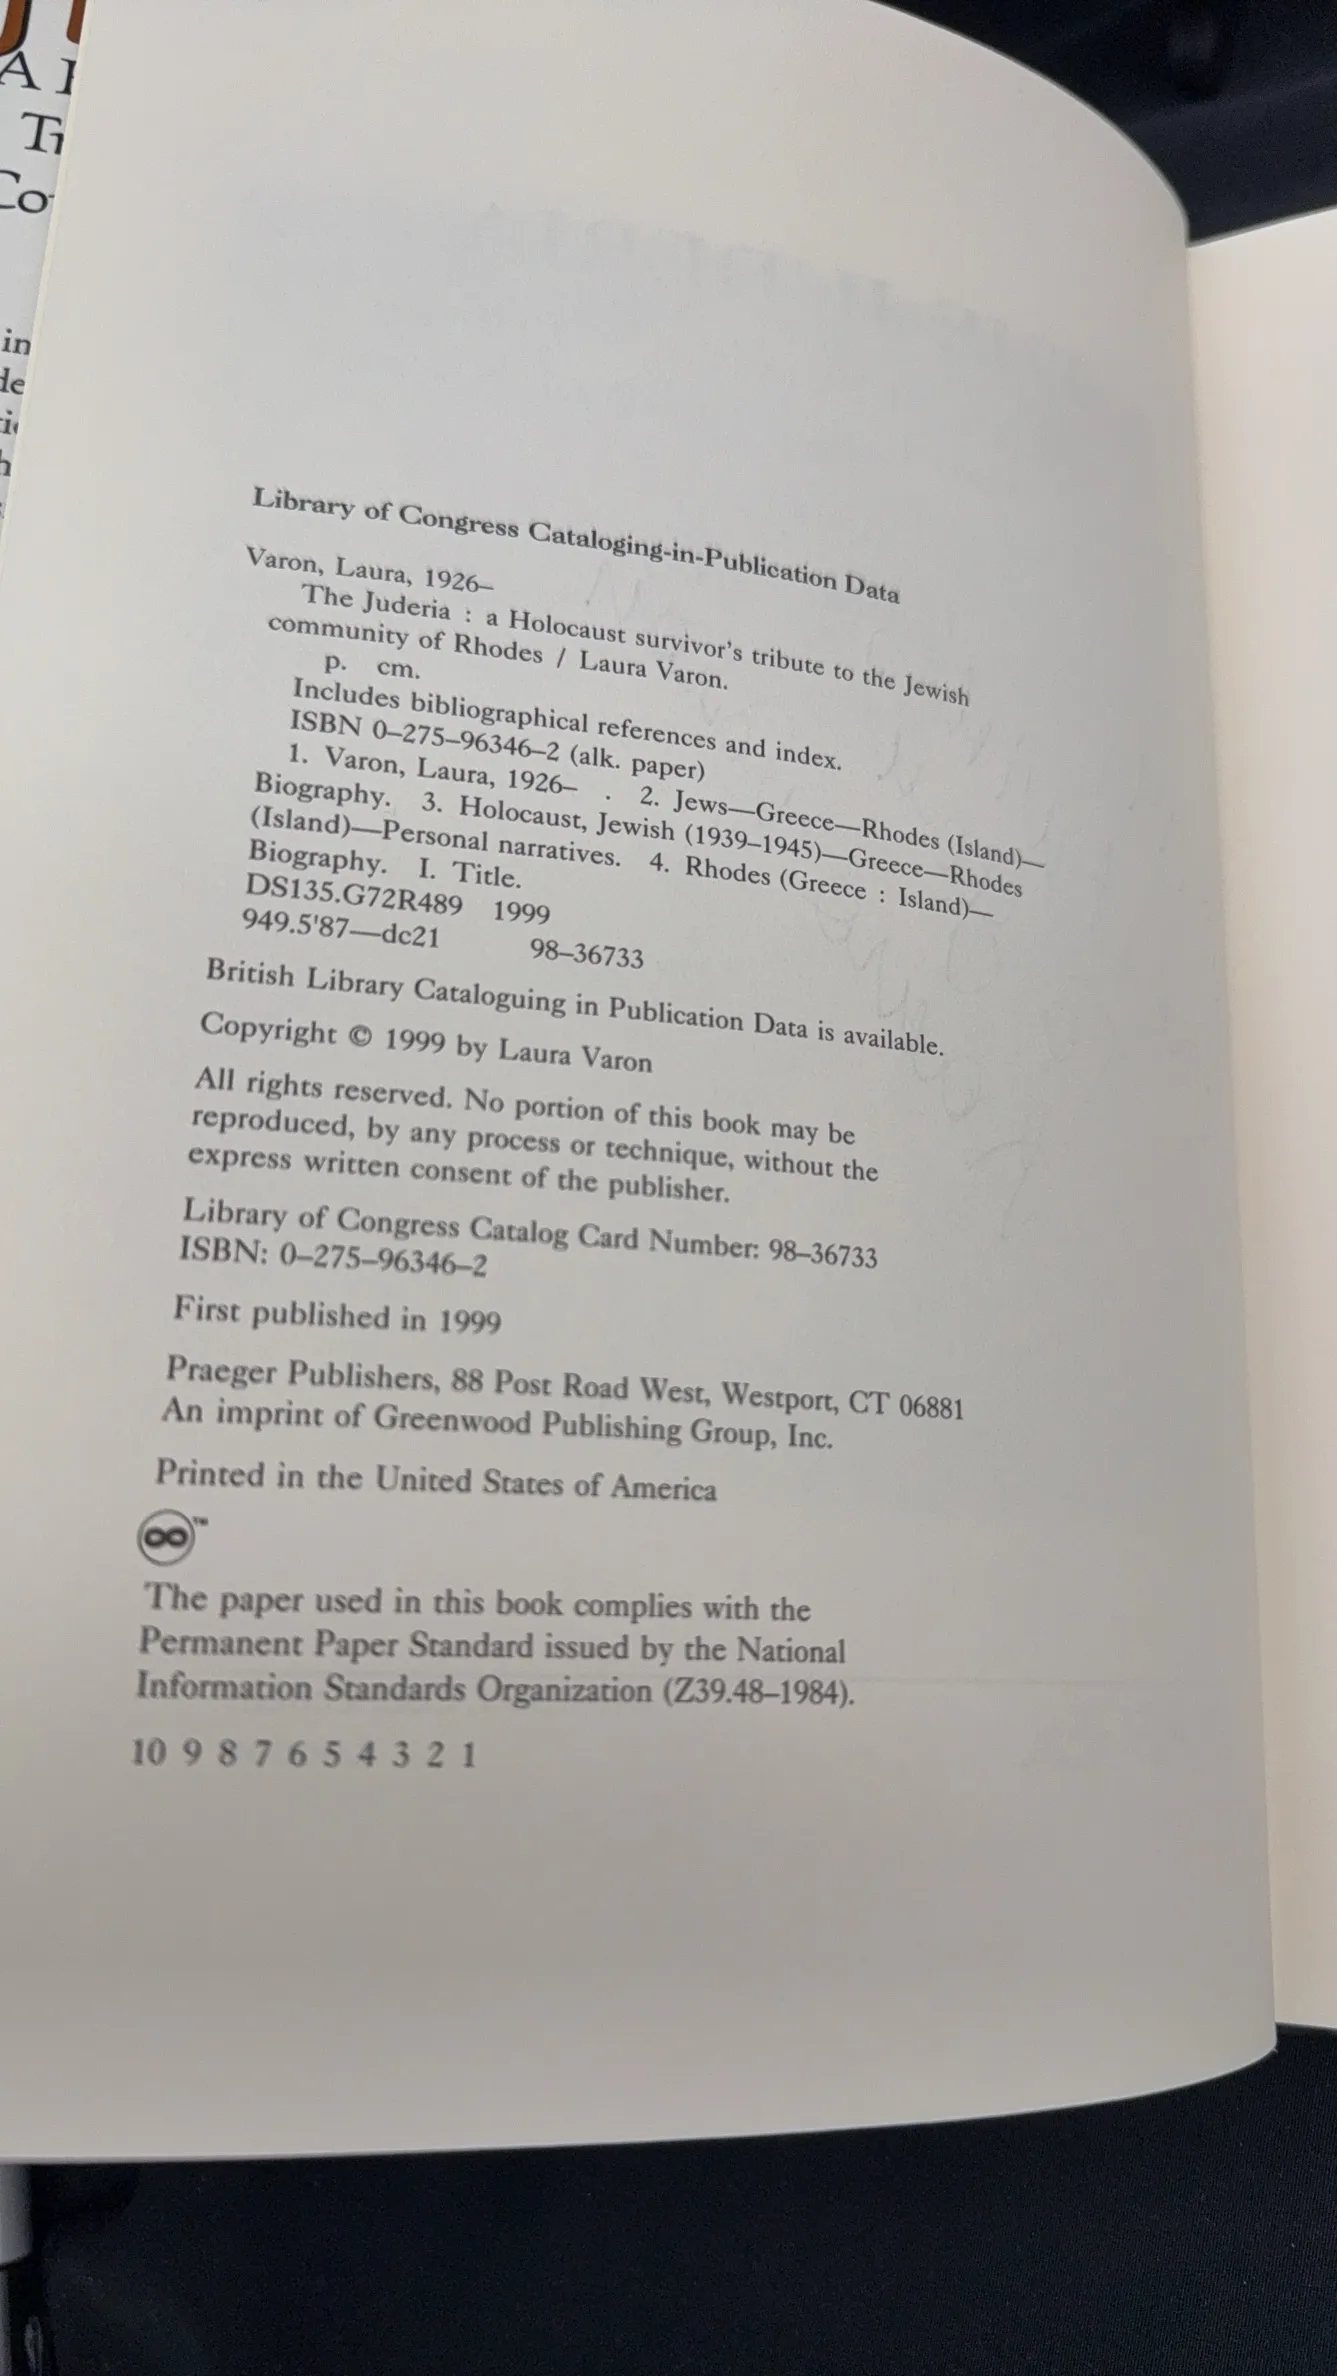 A
in
Library of Congress Cataloging-in-Publication Data
Varon, Laura, 1926–
The Juderia : a Holocaust survivor's tribute to the Jewish
community of Rhodes / Laura Varon.
p. cm.
Includes bibliographical references and index.
ISBN 0–275–96346–2 (alk. paper)
1. Varon, Laura, 1926– . 2. Jews—Greece—Rhodes (Island)—
Biography. 3. Holocaust, Jewish (1939–1945)—Greece—Rhodes
(Island)—Personal narratives. 4. Rhodes (Greece : Island)—
Biography. I. Title.
DS135.G72R489 1999
949.5'87—dc21 98–36733
British Library Cataloguing in Publication Data is available.
Copyright © 1999 by Laura Varon
All rights reserved. No portion of this book may be
reproduced, by any process or technique, without the
express written consent of the publisher.
Library of Congress Catalog Card Number: 98–36733
ISBN: 0–275–96346–2
First published in 1999
Praeger Publishers, 88 Post Road West, Westport, CT 06881
An imprint of Greenwood Publishing Group, Inc.
Printed in the United States of America
∞™
The paper used in this book complies with the
Permanent Paper Standard issued by the National
Information Standards Organization (Z39.48–1984).
10 9 8 7 6 5 4 3 2 1